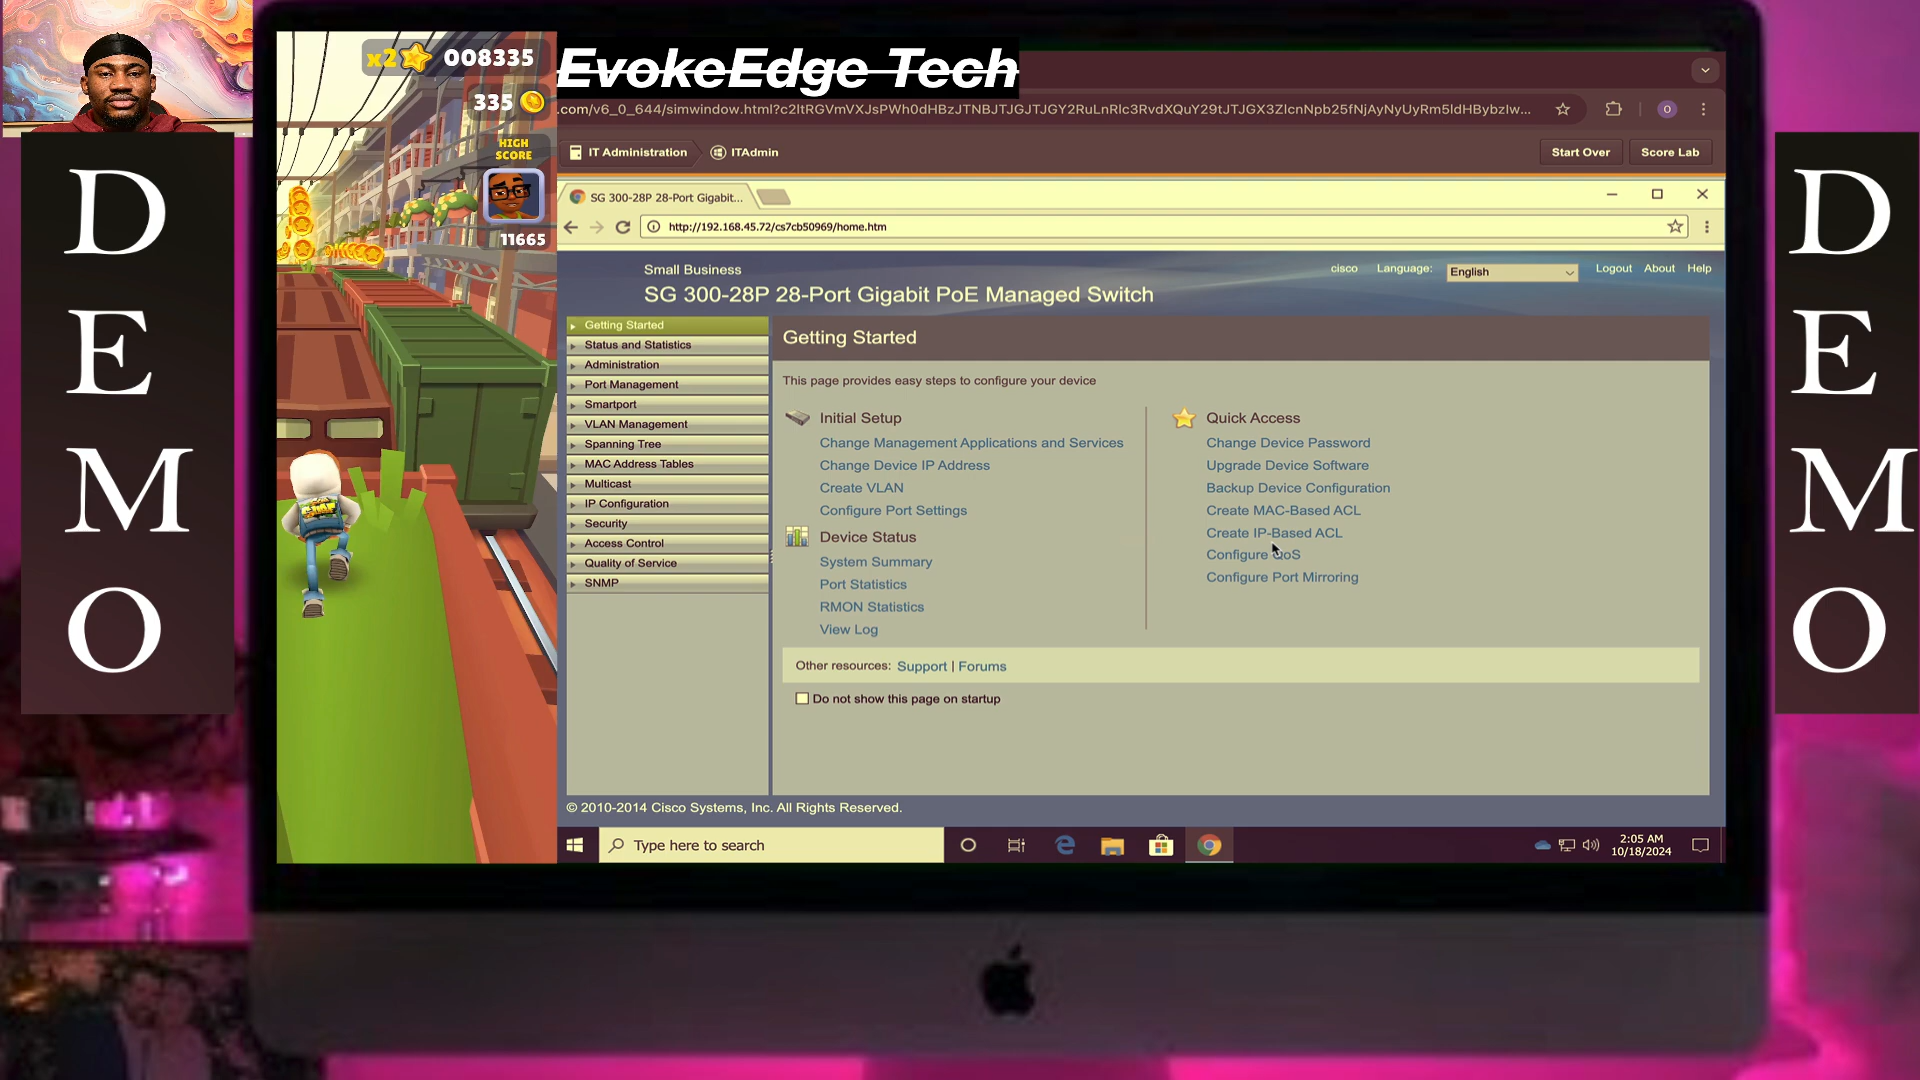 x2 008335
335
HIGH
SCORE
11665
EvokeEdge Tech
D
E
M
O
D
E
M
O
IT Administration
ITAdmin
Start Over
Score Lab
SG 300-28P 28-Port Gigabit...
http://192.168.45.72/cs7cb50969/home.htm
Small Business
SG 300-28P 28-Port Gigabit PoE Managed Switch
cisco Language: English Logout About Help
Getting Started
Status and Statistics
Administration
Port Management
Smartport
VLAN Management
Spanning Tree
MAC Address Tables
Multicast
IP Configuration
Security
Access Control
Quality of Service
SNMP
Getting Started
This page provides easy steps to configure your device
Initial Setup
Change Management Applications and Services
Change Device IP Address
Create VLAN
Configure Port Settings
Device Status
System Summary
Port Statistics
RMON Statistics
View Log
Quick Access
Change Device Password
Upgrade Device Software
Backup Device Configuration
Create MAC-Based ACL
Create IP-Based ACL
Configure QoS
Configure Port Mirroring
Other resources: Support | Forums
Do not show this page on startup
© 2010-2014 Cisco Systems, Inc. All Rights Reserved.
Type here to search
2:05 AM
10/18/2024